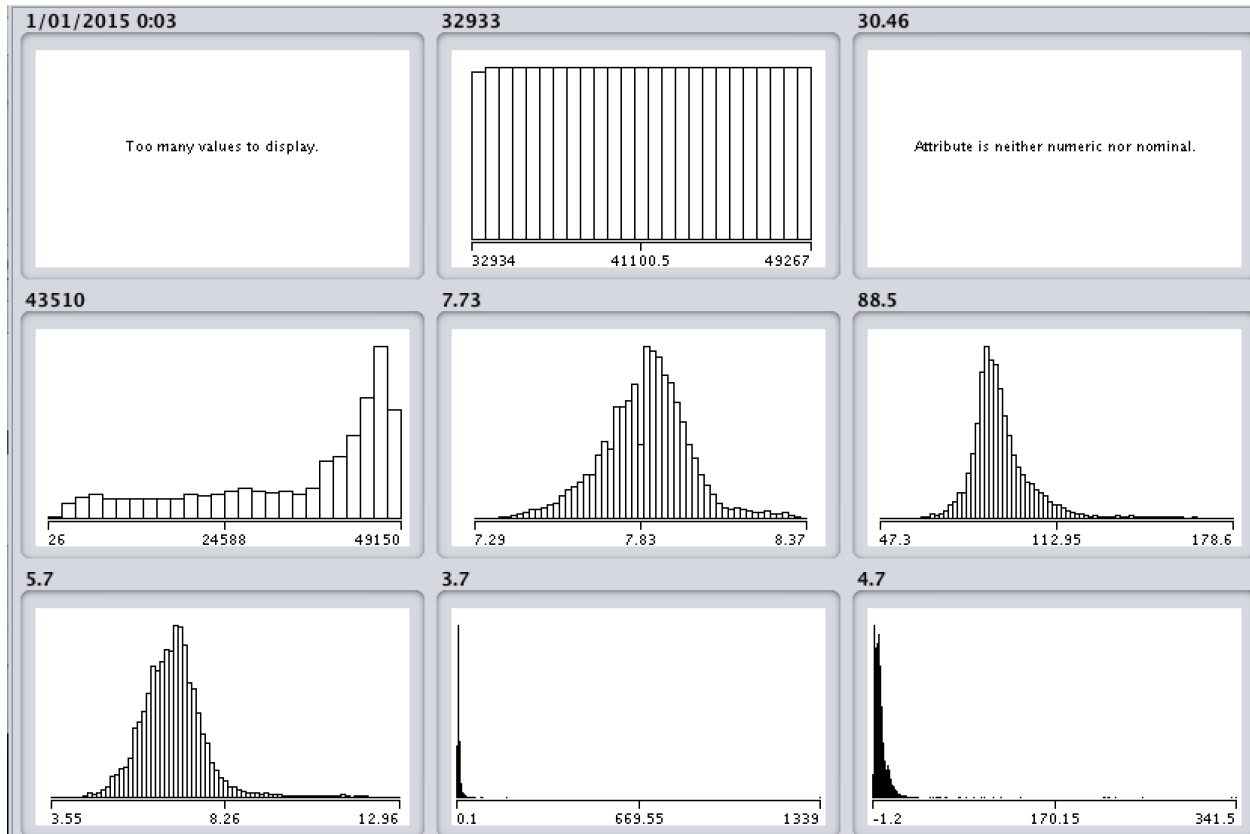 1/01/2015 0:03
32933
30.46
Too many values to display.
32934 41100.5 49267
Attribute is neither numeric nor nominal.
43510
7.73
88.5
26 24588 49150
7.29 7.83 8.37
47.3 112.95 178.6
5.7
3.7
4.7
3.55 8.26 12.96
0.1 669.55 1339
-1.2 170.15 341.5